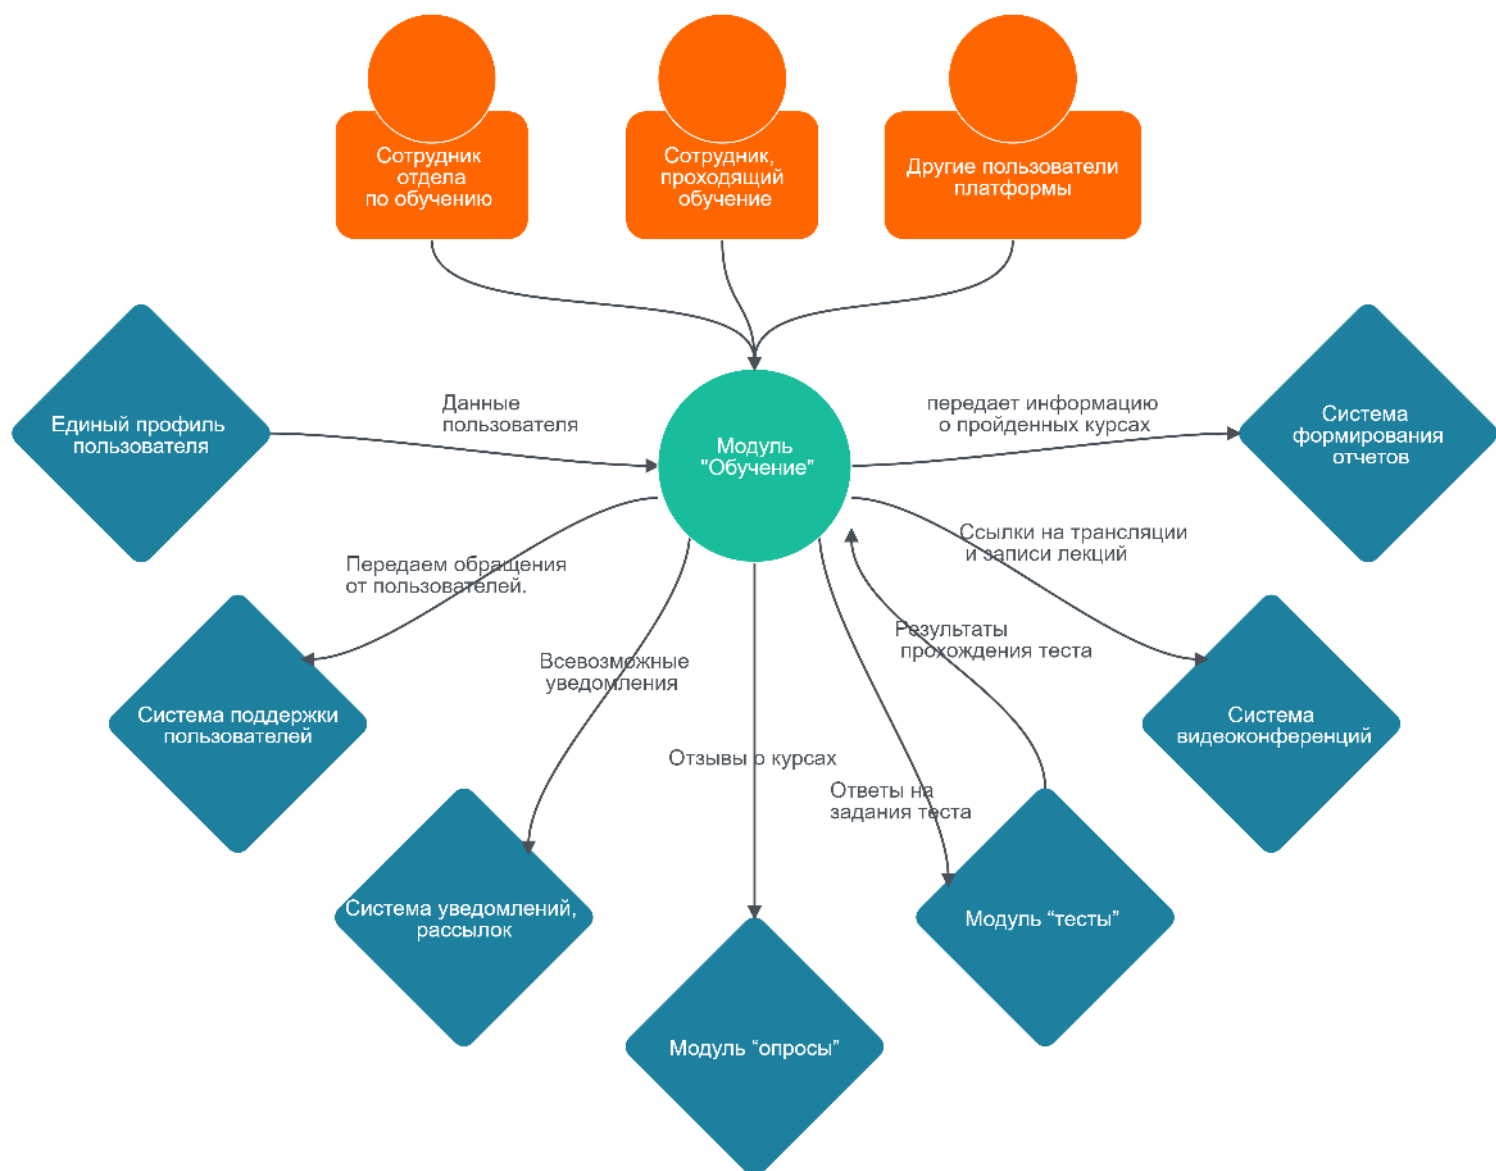 Сотрудник
отдела
по обучению
Сотрудник,
проходящий
обучение
Другие пользователи
платформы
Единый профиль
пользователя
Данные
пользователя
Модуль
"Обучение"
передает информацию
о пройденных курсах
Система
формирования
отчетов
Передаем обращения
от пользователей.
Ссылки на трансляции
и записи лекций
Всевозможные
уведомления
Результаты
прохождения теста
Система поддержки
пользователей
Система
видеоконференций
Отзывы о курсах
Ответы на
задания теста
Система уведомлений,
рассылок
Модуль “тесты”
Модуль “опросы”